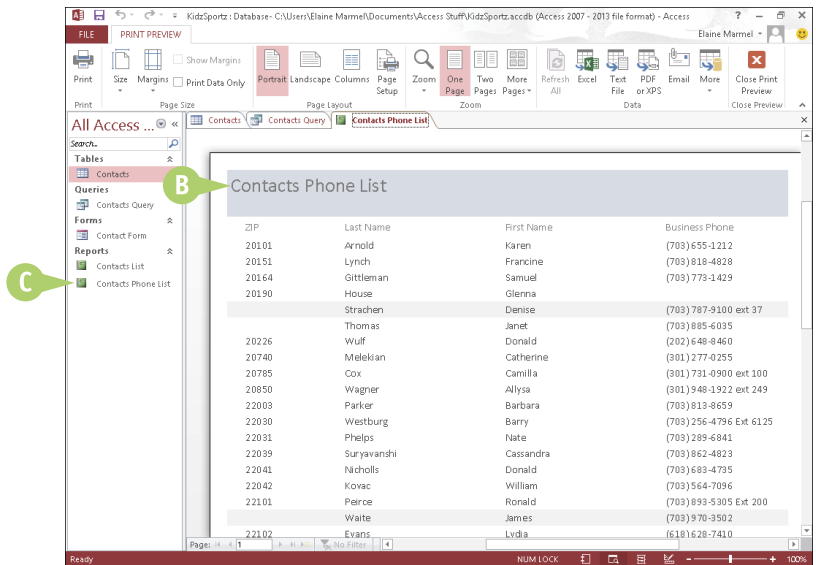 KidzSportz : Database- C:\Users\Elaine Marmel\Documents\Access Stuff\KidzSportz.accdb (Access 2007 - 2013 file format) - Access
FILE PRINT PREVIEW Elaine Marmel
Print Size Margins Show Margins Print Data Only Portrait Landscape Columns Page Setup Zoom One Page Two Pages More Pages Refresh All Excel Text File PDF or XPS Email More Close Print Preview
Print Page Size Page Layout Zoom Data Close Preview
All Access ... «
Search..
Tables
Contacts
Queries
Contacts Query
Forms
Contact Form
Reports
Contacts List
Contacts Phone List
B
C
Contacts Contacts Query Contacts Phone List
Contacts Phone List
ZIP Last Name First Name Business Phone
20101 Arnold Karen (703) 655-1212
20151 Lynch Francine (703) 818-4828
20164 Gittleman Samuel (703) 773-1429
20190 House Glenna
Strachen Denise (703) 787-9100 ext 37
Thomas Janet (703) 885-6035
20226 Wulf Donald (202) 648-8460
20740 Melekian Catherine (301) 277-0255
20785 Cox Camilla (301) 731-0900 ext 100
20850 Wagner Allysa (301) 948-1922 ext 249
22003 Parker Barbara (703) 813-8659
22030 Westburg Barry (703) 256-4796 Ext 6125
22031 Phelps Nate (703) 289-6841
22039 Suryavanshi Cassandra (703) 862-4823
22041 Nicholls Donald (703) 683-4735
22042 Kovac William (703) 564-7096
22101 Peirce Ronald (703) 893-5305 Ext 200
Waite James (703) 970-3502
22102 Evans Lydia (618) 628-7410
Page: 1 No Filter
Ready NUM LOCK 100%